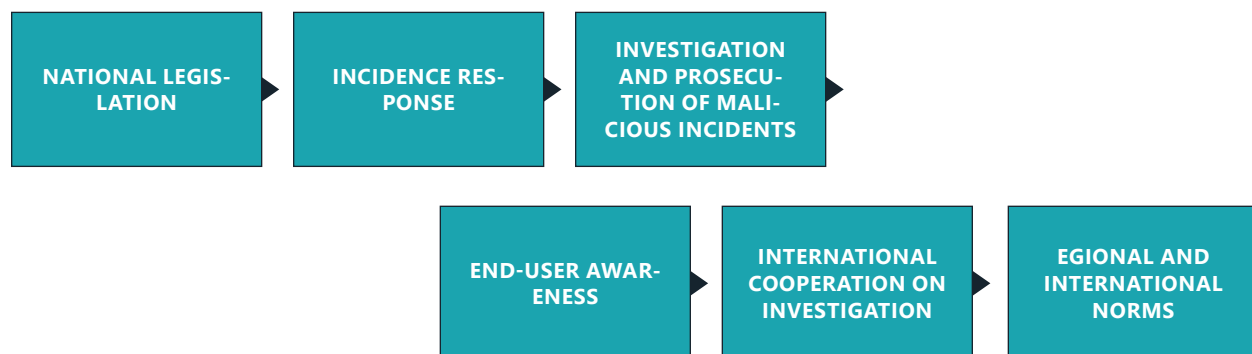 NATIONAL LEGIS-
LATION
INCIDENCE RES-
PONSE
INVESTIGATION
AND PROSECU-
TION OF MALI-
CIOUS INCIDENTS
END-USER AWAR-
ENESS
INTERNATIONAL
COOPERATION ON
INVESTIGATION
EGIONAL AND
INTERNATIONAL
NORMS